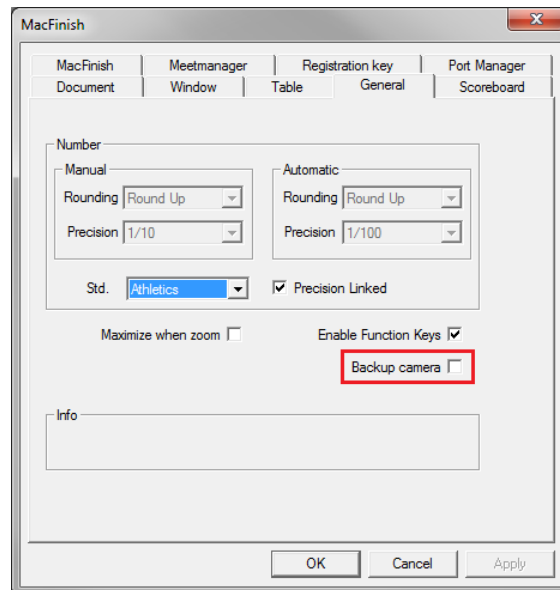 MacFinish
MacFinish Meetmanager Registration key Port Manager
Document Window Table General Scoreboard
Number
Manual Automatic
Rounding Round Up Rounding Round Up
Precision 1/10 Precision 1/100
Std. Athletics Precision Linked
Maximize when zoom Enable Function Keys
Backup camera
Info
OK Cancel Apply